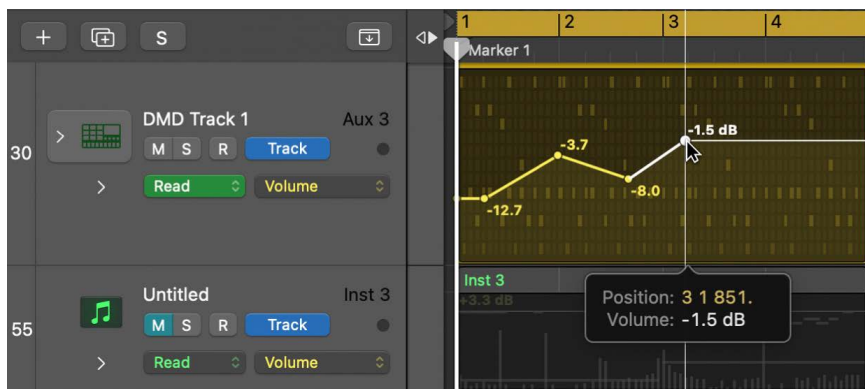 S
1 2 3 4
Marker 1
DMD Track 1 Aux 3
30
M S R Track
Read Volume
-12.7
-3.7
-8.0
-1.5 dB
Inst 3
+3.3 dB
Position: 3 1 851.
Volume: -1.5 dB
Untitled Inst 3
55
M S R Track
Read Volume